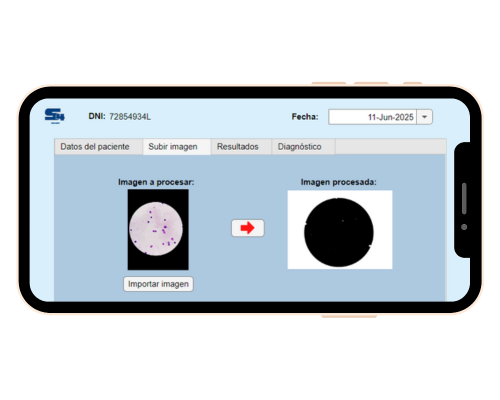 DNI: 72854934L
Fecha: 11-Jun-2025
Datos del paciente Subir imagen Resultados Diagnóstico
Imagen a procesar: Imagen procesada:
Importar imagen